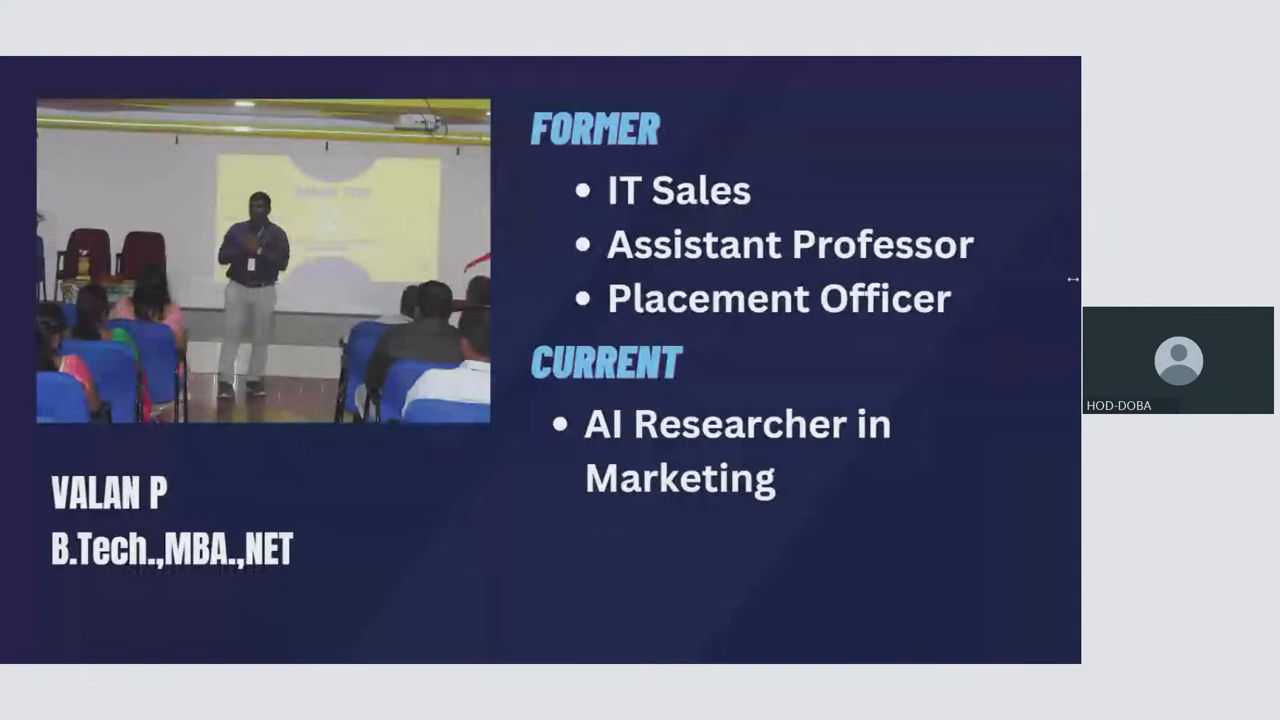 FORMER
• IT Sales
• Assistant Professor
• Placement Officer
CURRENT
• AI Researcher in
Marketing
VALAN P
B.Tech.,MBA.,NET
HOD-DOBA